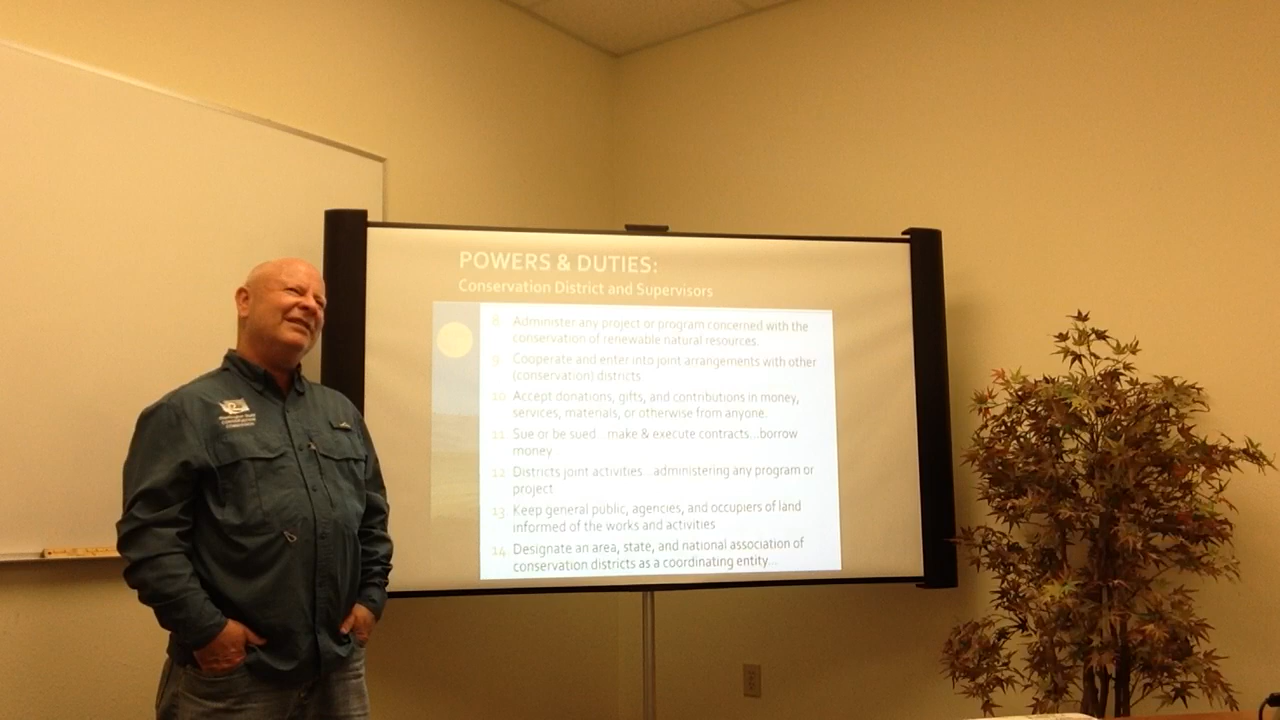 POWERS & DUTIES:
Conservation District and Supervisors
8. Administer any project or program concerned with the
conservation of renewable natural resources.
9. Cooperate and enter into joint arrangements with other
(conservation) districts.
10. Accept donations, gifts, and contributions in money,
services, materials, or otherwise from anyone.
11. Sue or be sued...make & execute contracts...borrow
money
12. Districts joint activities...administering any program or
project
13. Keep general public, agencies, and occupiers of land
informed of the works and activities
14. Designate an area, state, and national association of
conservation districts as a coordinating entity...
Washington State
CONSERVATION
COMMISSION